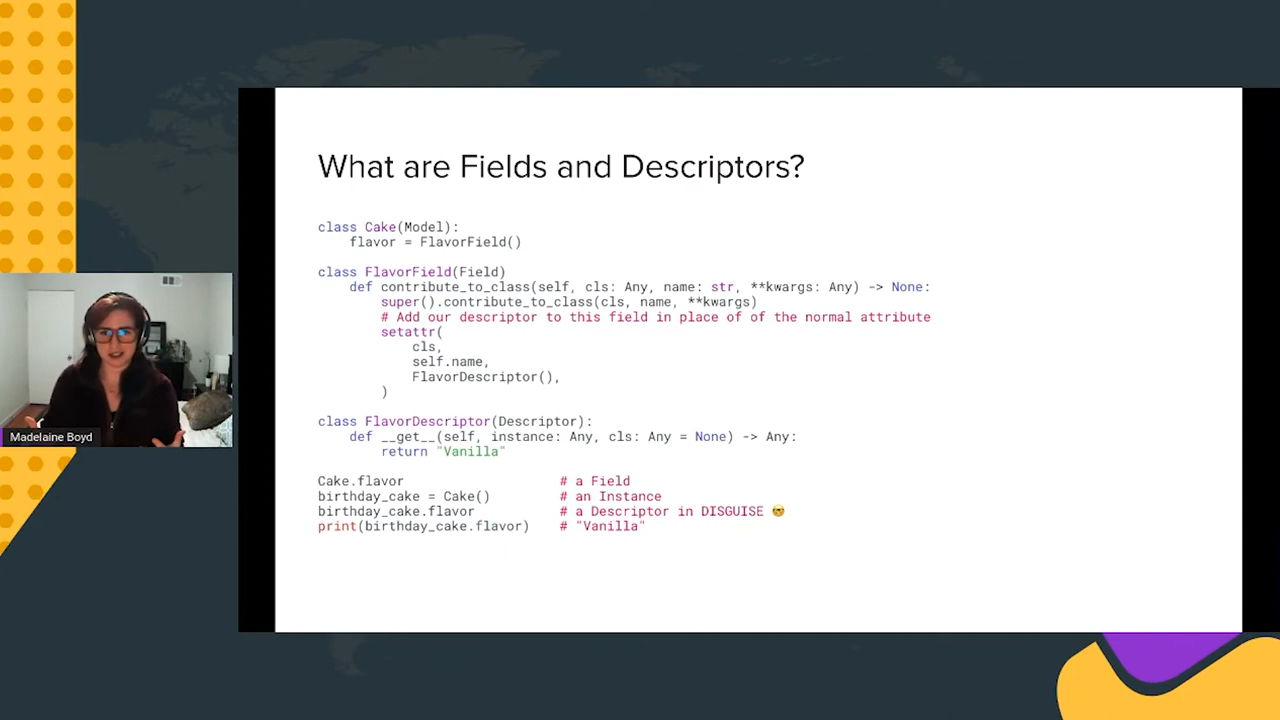 What are Fields and Descriptors?
class Cake(Model):
    flavor = FlavorField()
class FlavorField(Field)
    def contribute_to_class(self, cls: Any, name: str, **kwargs: Any) -> None:
        super().contribute_to_class(cls, name, **kwargs)
        # Add our descriptor to this field in place of of the normal attribute
        setattr(
            cls,
            self.name,
            FlavorDescriptor(),
        )
class FlavorDescriptor(Descriptor):
    def __get__(self, instance: Any, cls: Any = None) -> Any:
        return "Vanilla"
Cake.flavor # a Field
birthday_cake = Cake() # an Instance
birthday_cake.flavor # a Descriptor in DISGUISE 🤓
print(birthday_cake.flavor) # "Vanilla"
Madelaine Boyd